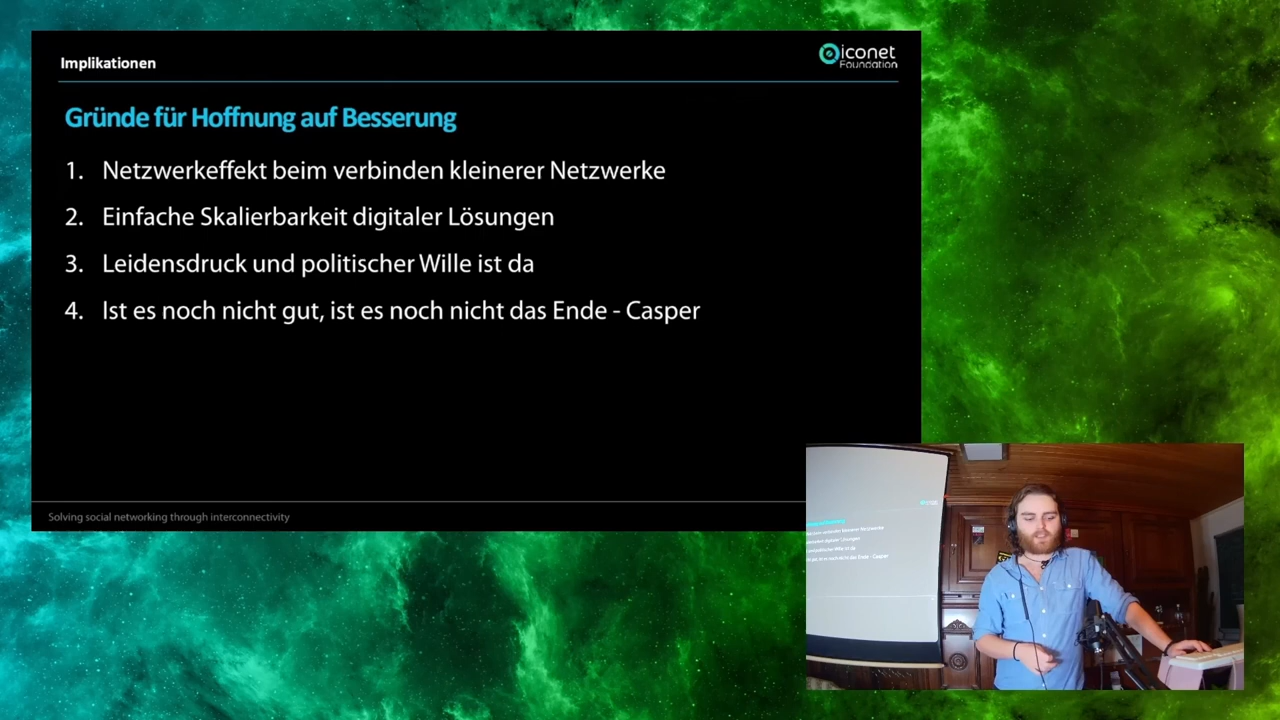 Implikationen
iconet
Foundation
Gründe für Hoffnung auf Besserung
1. Netzwerkeffekt beim verbinden kleinerer Netzwerke
2. Einfache Skalierbarkeit digitaler Lösungen
3. Leidensdruck und politischer Wille ist da
4. Ist es noch nicht gut, ist es noch nicht das Ende - Casper
Solving social networking through interconnectivity